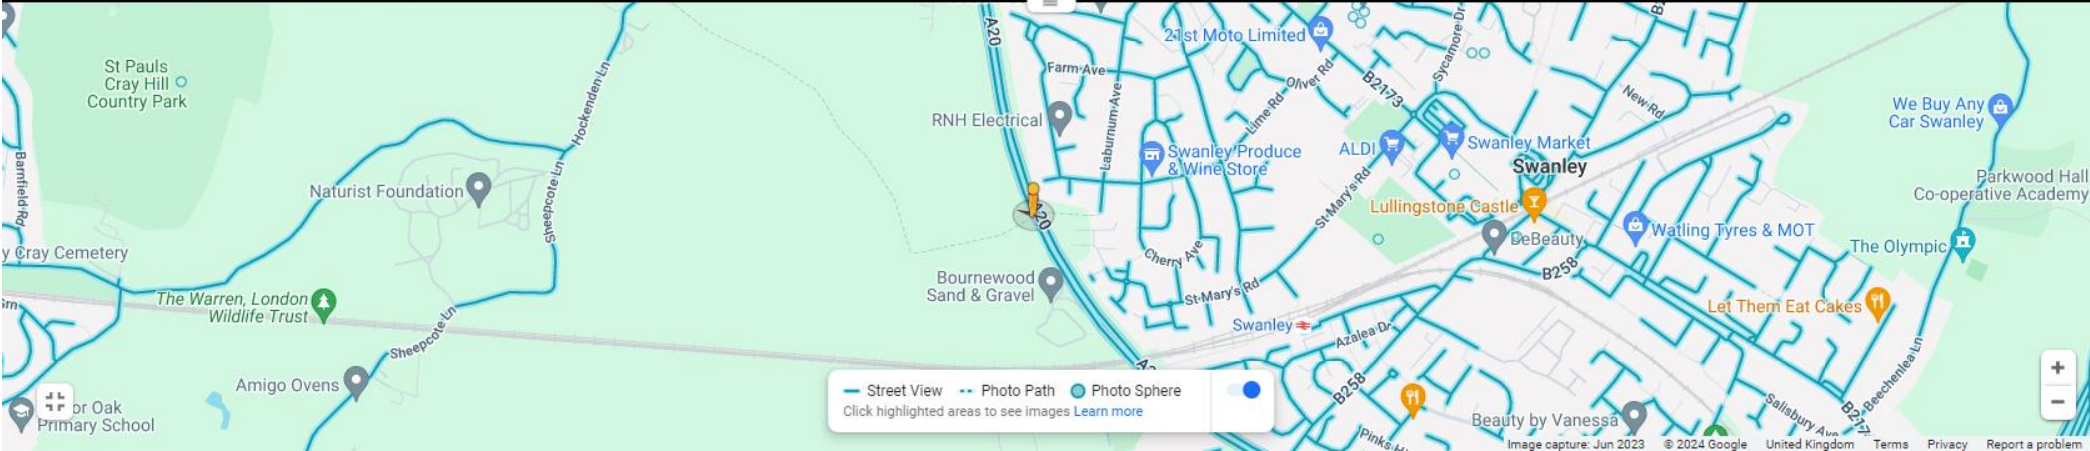 St Pauls
Cray Hill
Country Park
Hockenden Ln
Barnfield Rd
Naturist Foundation
Sheepcote Ln
y Cray Cemetery
The Warren, London
Wildlife Trust
Sheepcote Ln
Amigo Ovens
or Oak
Primary School
A20
Farm Ave
RNH Electrical
Laburnum Ave
21st Moto Limited
Oliver Rd
Lime Rd
B2173
Sycamore Dr
New Rd
Swanley Produce
& Wine Store
ALDI
Swanley Market
Swanley
St Mary's Rd
Lullingstone Castle
BeBeauty
Watling Tyres & MOT
We Buy Any
Car Swanley
Parkwood Hall
Co-operative Academy
The Olympic
A20
Cherry Ave
Bournewood
Sand & Gravel
St Mary's Rd
B258
Swanley
Azalea Dr
Let Them Eat Cakes
Beechenlea Ln
B258
Beauty by Vanessa
Salisbury Ave
Pinks H
Street View
Photo Path
Photo Sphere
Click highlighted areas to see images Learn more
Image capture: Jun 2023 © 2024 Google United Kingdom Terms Privacy Report a problem